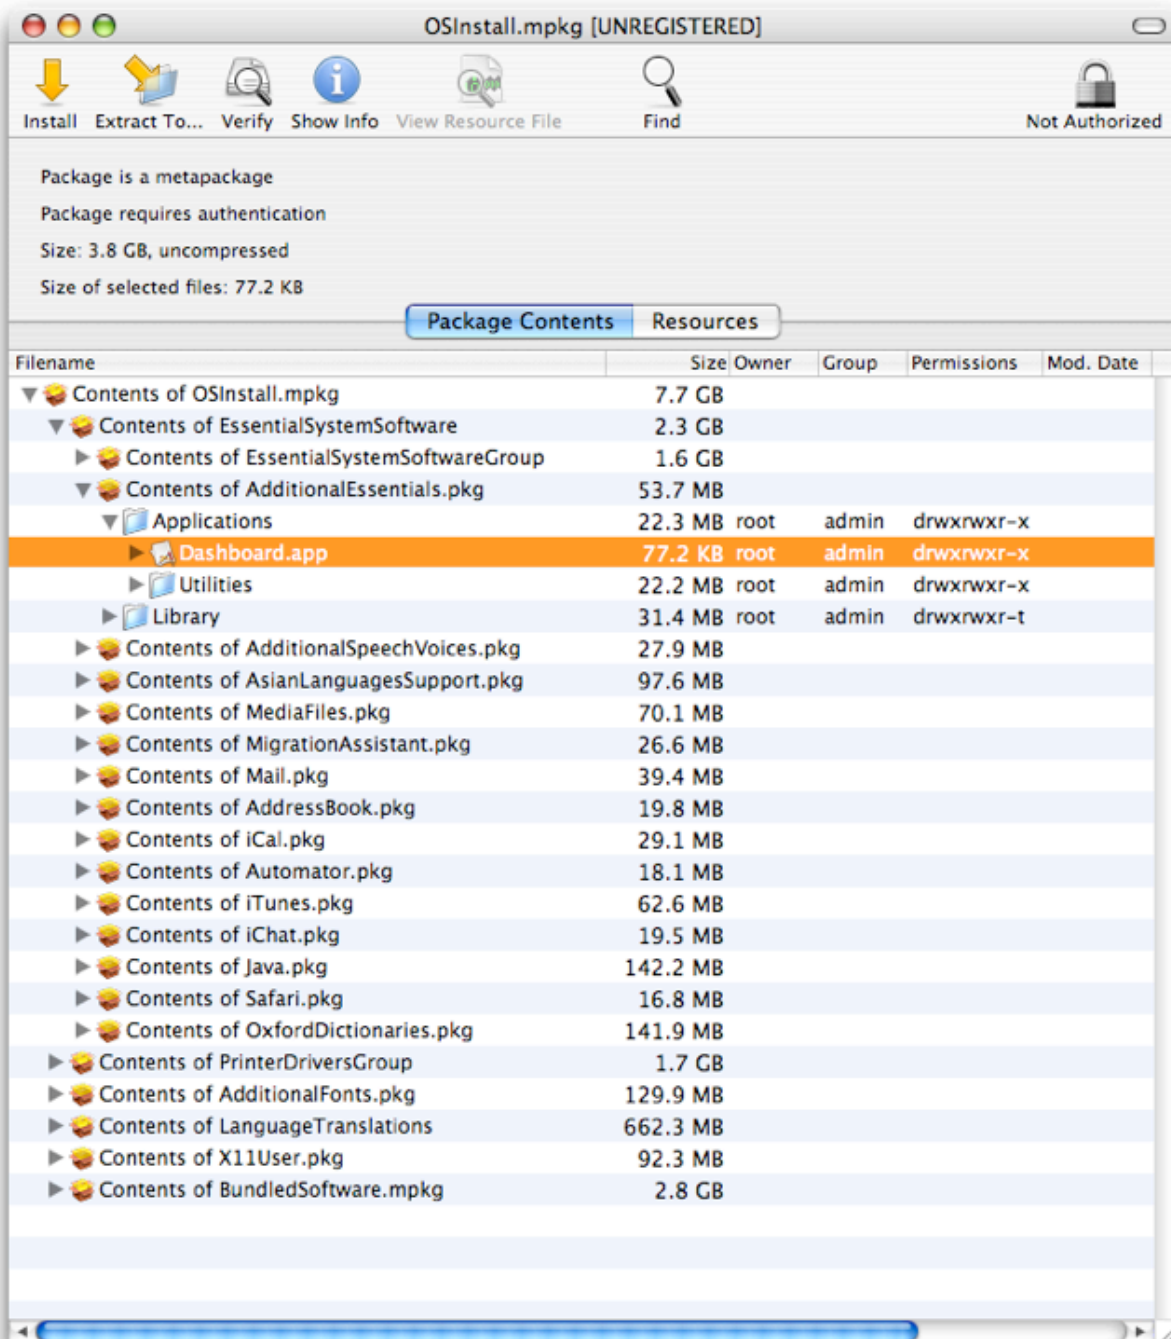 OSInstall.mpkg [UNREGISTERED]
Install Extract To... Verify Show Info View Resource File Find Not Authorized
Package is a metapackage
Package requires authentication
Size: 3.8 GB, uncompressed
Size of selected files: 77.2 KB
Package Contents Resources
Filename Size Owner Group Permissions Mod. Date
Contents of OSInstall.mpkg 7.7 GB
Contents of EssentialSystemSoftware 2.3 GB
Contents of EssentialSystemSoftwareGroup 1.6 GB
Contents of AdditionalEssentials.pkg 53.7 MB
Applications 22.3 MB root admin drwxrwxr-x
Dashboard.app 77.2 KB root admin drwxrwxr-x
Utilities 22.2 MB root admin drwxrwxr-x
Library 31.4 MB root admin drwxrwxr-t
Contents of AdditionalSpeechVoices.pkg 27.9 MB
Contents of AsianLanguagesSupport.pkg 97.6 MB
Contents of MediaFiles.pkg 70.1 MB
Contents of MigrationAssistant.pkg 26.6 MB
Contents of Mail.pkg 39.4 MB
Contents of AddressBook.pkg 19.8 MB
Contents of iCal.pkg 29.1 MB
Contents of Automator.pkg 18.1 MB
Contents of iTunes.pkg 62.6 MB
Contents of iChat.pkg 19.5 MB
Contents of Java.pkg 142.2 MB
Contents of Safari.pkg 16.8 MB
Contents of OxfordDictionaries.pkg 141.9 MB
Contents of PrinterDriversGroup 1.7 GB
Contents of AdditionalFonts.pkg 129.9 MB
Contents of LanguageTranslations 662.3 MB
Contents of X11User.pkg 92.3 MB
Contents of BundledSoftware.mpkg 2.8 GB